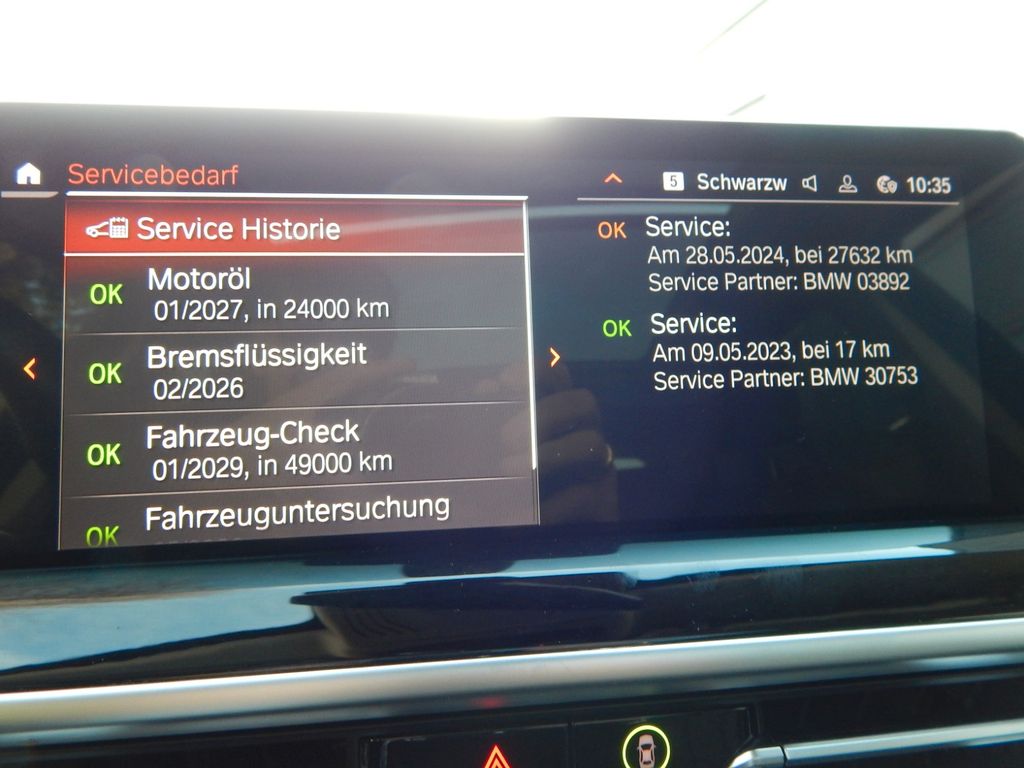 Servicebedarf
5 Schwarzw 10:35
Service Historie
OK Motoröl
01/2027, in 24000 km
OK Bremsflüssigkeit
02/2026
OK Fahrzeug-Check
01/2029, in 49000 km
OK Fahrzeuguntersuchung
OK Service:
Am 28.05.2024, bei 27632 km
Service Partner: BMW 03892
OK Service:
Am 09.05.2023, bei 17 km
Service Partner: BMW 30753